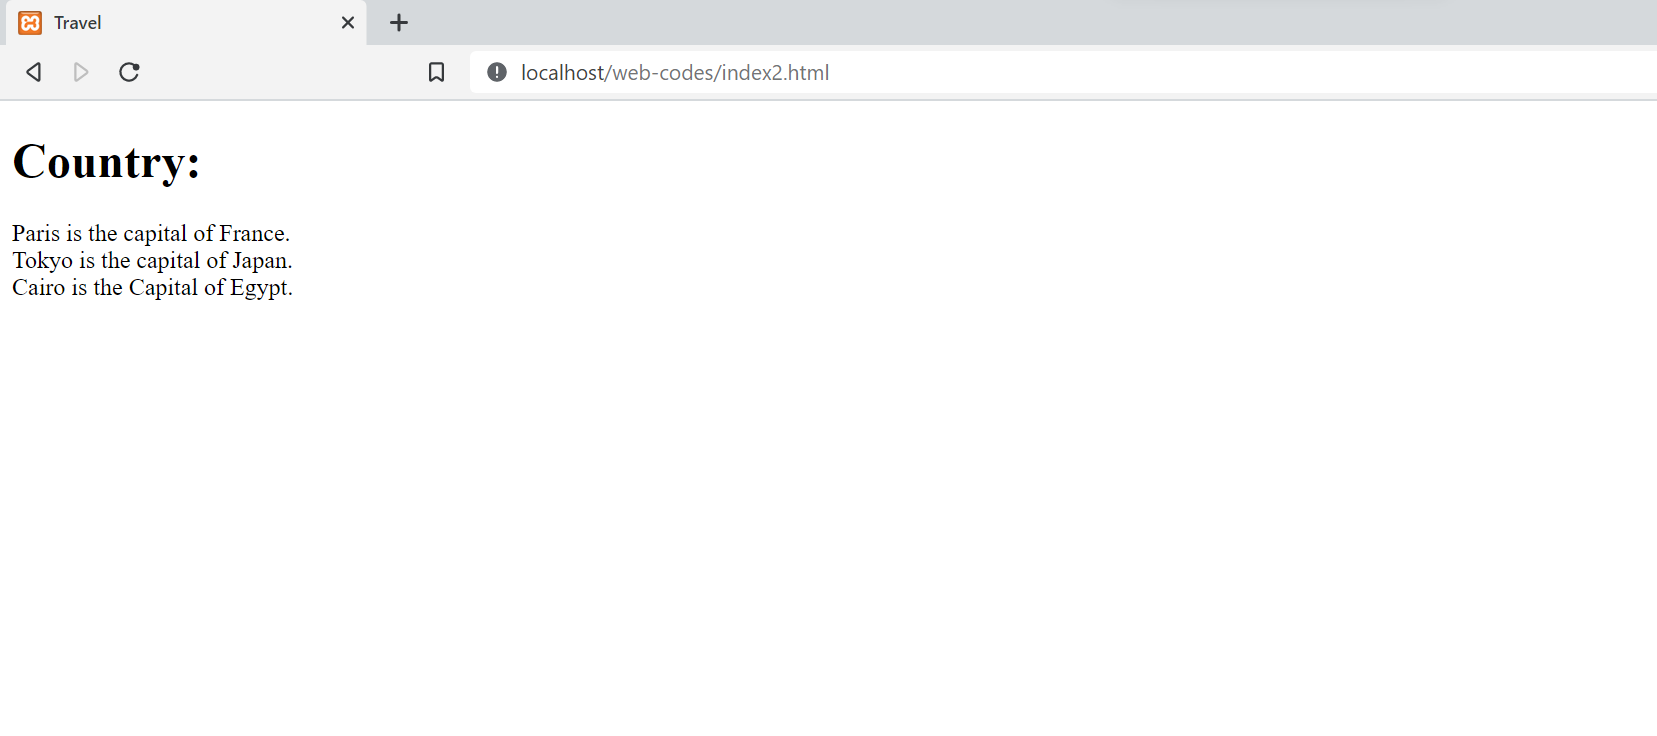 Travel
localhost/web-codes/index2.html
Country:
Paris is the capital of France.
Tokyo is the capital of Japan.
Cairo is the Capital of Egypt.